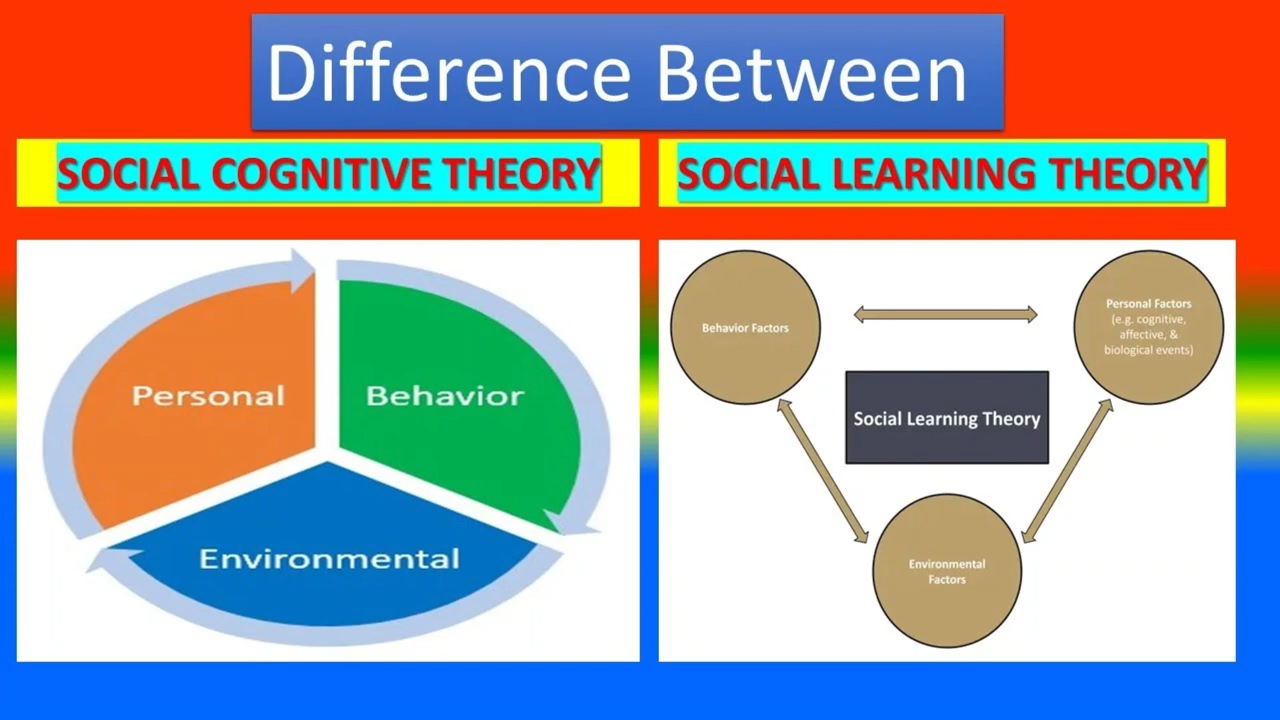 Difference Between
SOCIAL COGNITIVE THEORY
SOCIAL LEARNING THEORY
Personal
Behavior
Environmental
Behavior Factors
Personal Factors
(e.g. cognitive,
affective, &
biological events)
Social Learning Theory
Environmental
Factors